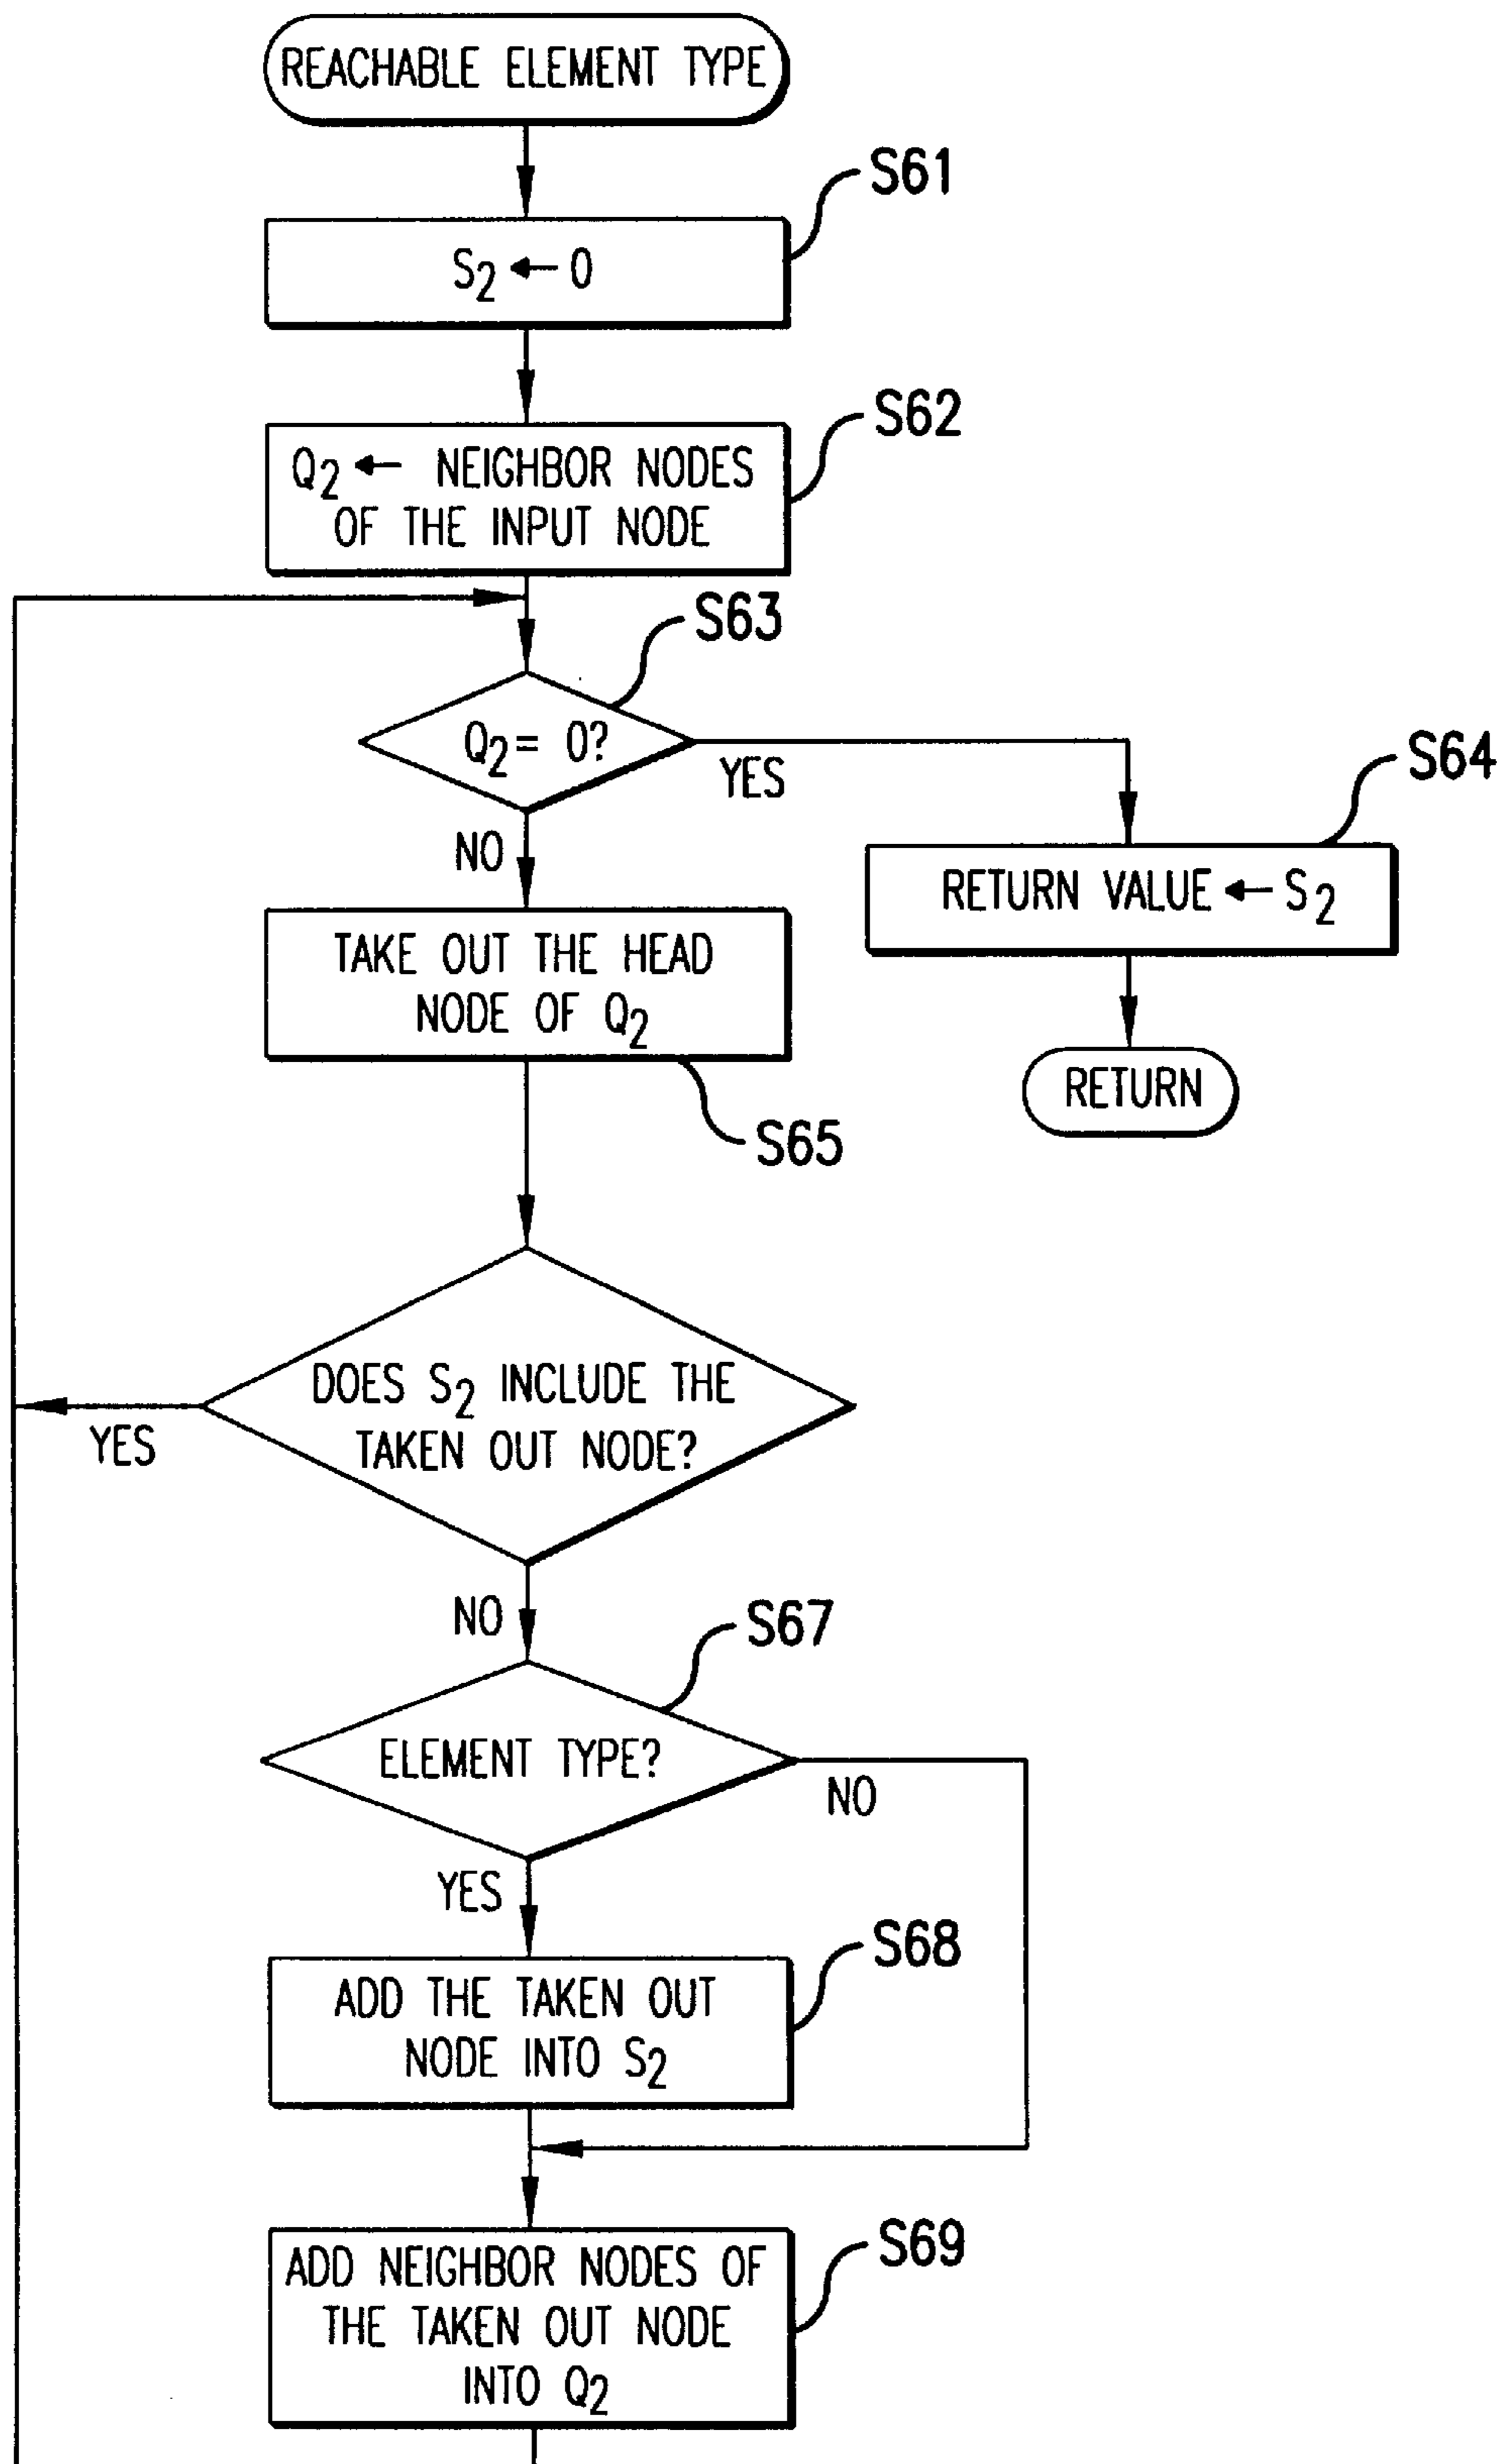 REACHABLE ELEMENT TYPE
S61
S2 ← 0
S62
Q2 ← NEIGHBOR NODES
OF THE INPUT NODE
S63
Q2 = 0?
YES
S64
NO
RETURN VALUE ← S2
TAKE OUT THE HEAD
NODE OF Q2
RETURN
S65
DOES S2 INCLUDE THE
TAKEN OUT NODE?
YES
NO
S67
ELEMENT TYPE?
NO
YES
S68
ADD THE TAKEN OUT
NODE INTO S2
S69
ADD NEIGHBOR NODES OF
THE TAKEN OUT NODE
INTO Q2